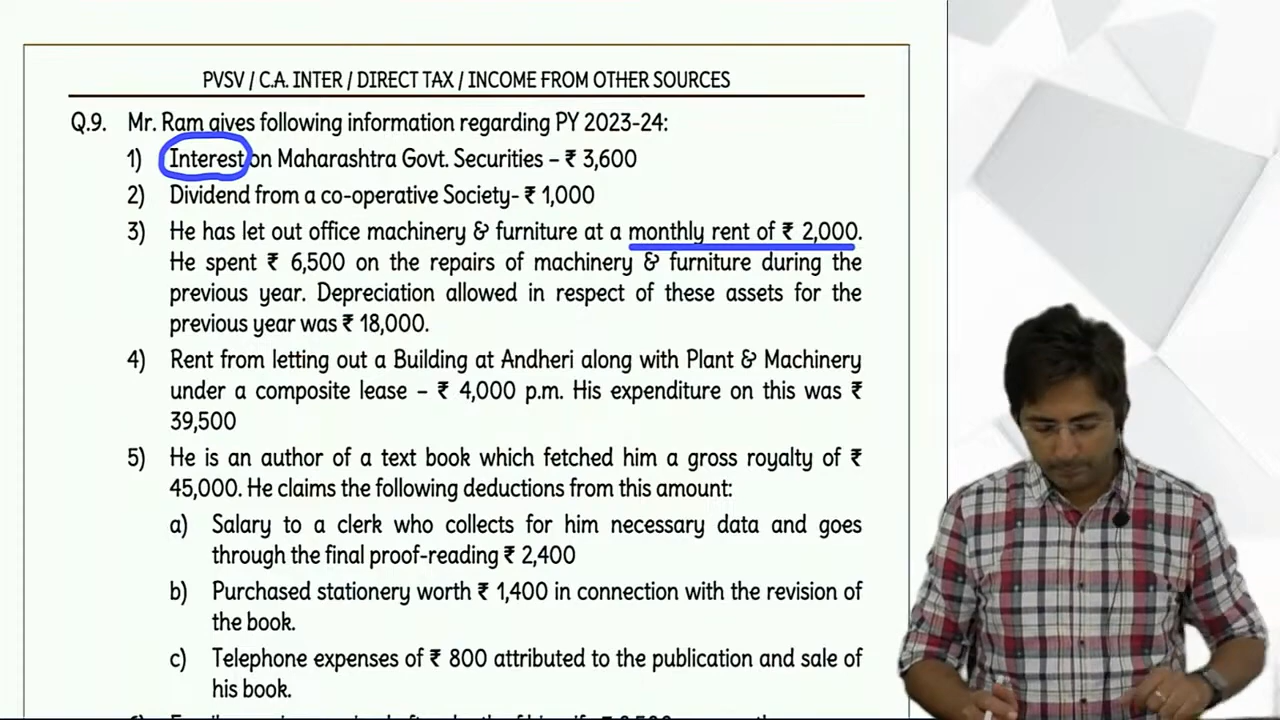 PVSV / C.A. INTER / DIRECT TAX / INCOME FROM OTHER SOURCES
Q.9. Mr. Ram gives following information regarding PY 2023-24:
1) Interest on Maharashtra Govt. Securities – ₹ 3,600
2) Dividend from a co-operative Society- ₹ 1,000
3) He has let out office machinery & furniture at a monthly rent of ₹ 2,000.
He spent ₹ 6,500 on the repairs of machinery & furniture during the
previous year. Depreciation allowed in respect of these assets for the
previous year was ₹ 18,000.
4) Rent from letting out a Building at Andheri along with Plant & Machinery
under a composite lease – ₹ 4,000 p.m. His expenditure on this was ₹
39,500
5) He is an author of a text book which fetched him a gross royalty of ₹
45,000. He claims the following deductions from this amount:
a) Salary to a clerk who collects for him necessary data and goes
through the final proof-reading ₹ 2,400
b) Purchased stationery worth ₹ 1,400 in connection with the revision of
the book.
c) Telephone expenses of ₹ 800 attributed to the publication and sale of
his book.